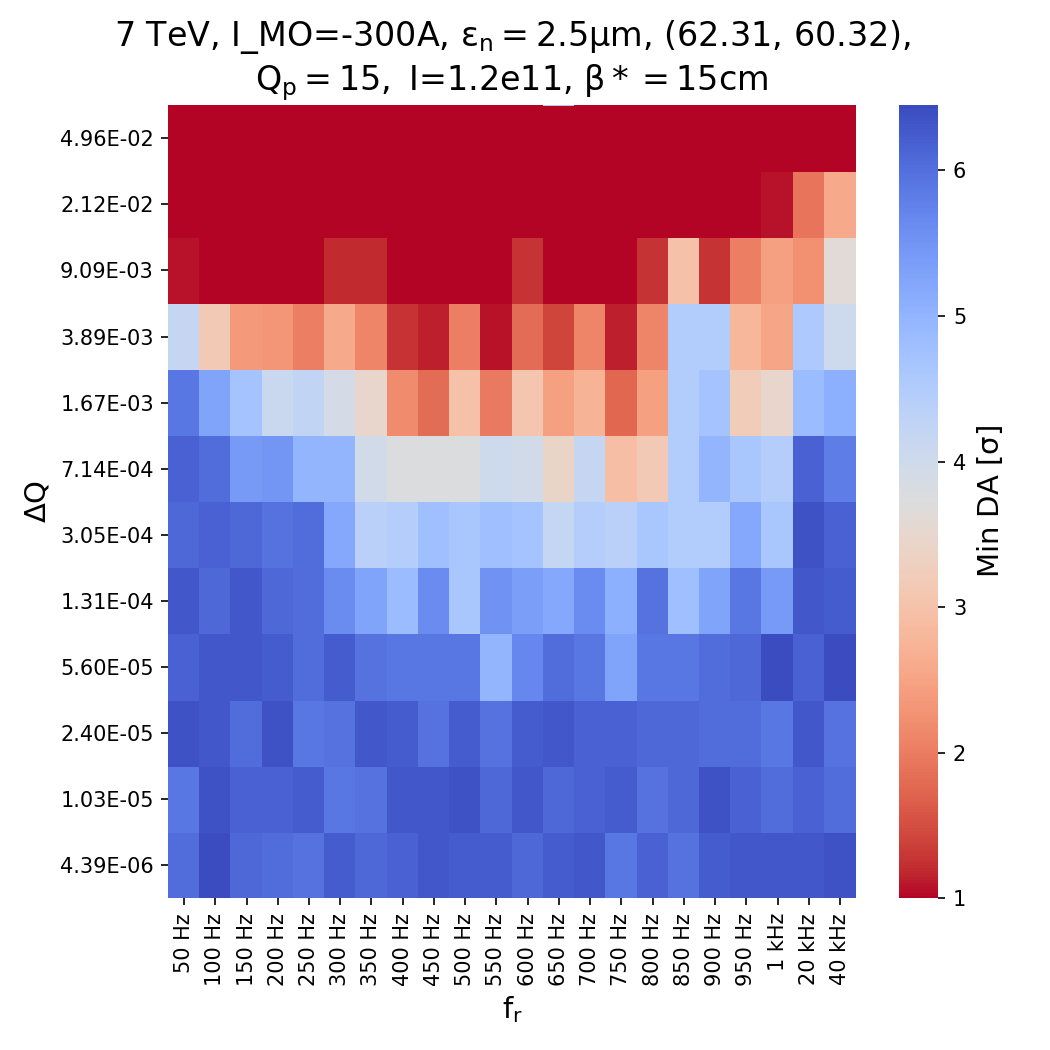 7 TeV, I_MO=-300A, εn = 2.5μm, (62.31, 60.32),
Qp = 15, I=1.2e11, β* = 15cm
4.96E-02
2.12E-02
9.09E-03
3.89E-03
1.67E-03
7.14E-04
3.05E-04
1.31E-04
5.60E-05
2.40E-05
1.03E-05
4.39E-06
ΔQ
50 Hz
100 Hz
150 Hz
200 Hz
250 Hz
300 Hz
350 Hz
400 Hz
450 Hz
500 Hz
550 Hz
600 Hz
650 Hz
700 Hz
750 Hz
800 Hz
850 Hz
900 Hz
950 Hz
1 kHz
20 kHz
40 kHz
fr
6
5
4
3
2
1
Min DA [σ]